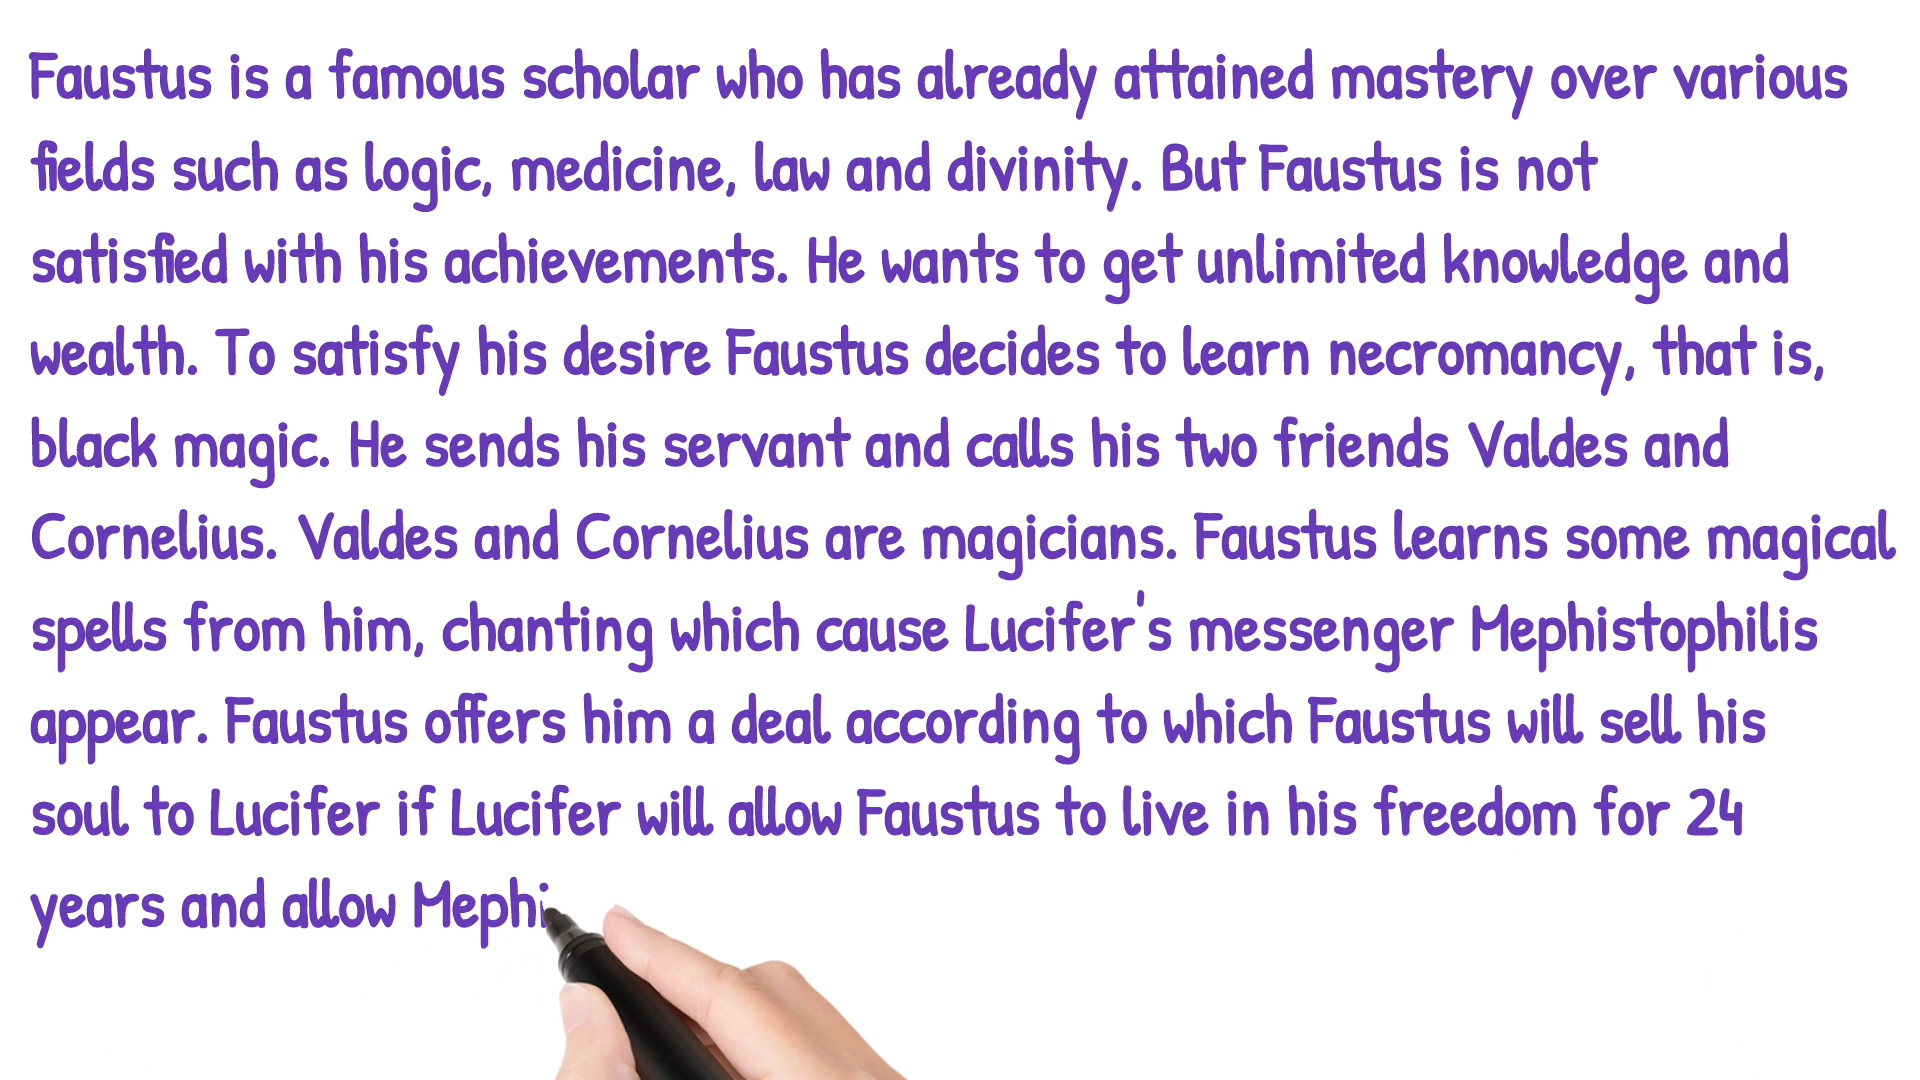 Faustus is a famous scholar who has already attained mastery over various
fields such as logic, medicine, law and divinity. But Faustus is not
satisfied with his achievements. He wants to get unlimited knowledge and
wealth. To satisfy his desire Faustus decides to learn necromancy, that is,
black magic. He sends his servant and calls his two friends Valdes and
Cornelius. Valdes and Cornelius are magicians. Faustus learns some magical
spells from him, chanting which cause Lucifer's messenger Mephistophilis
appear. Faustus offers him a deal according to which Faustus will sell his
soul to Lucifer if Lucifer will allow Faustus to live in his freedom for 24
years and allow Mephi